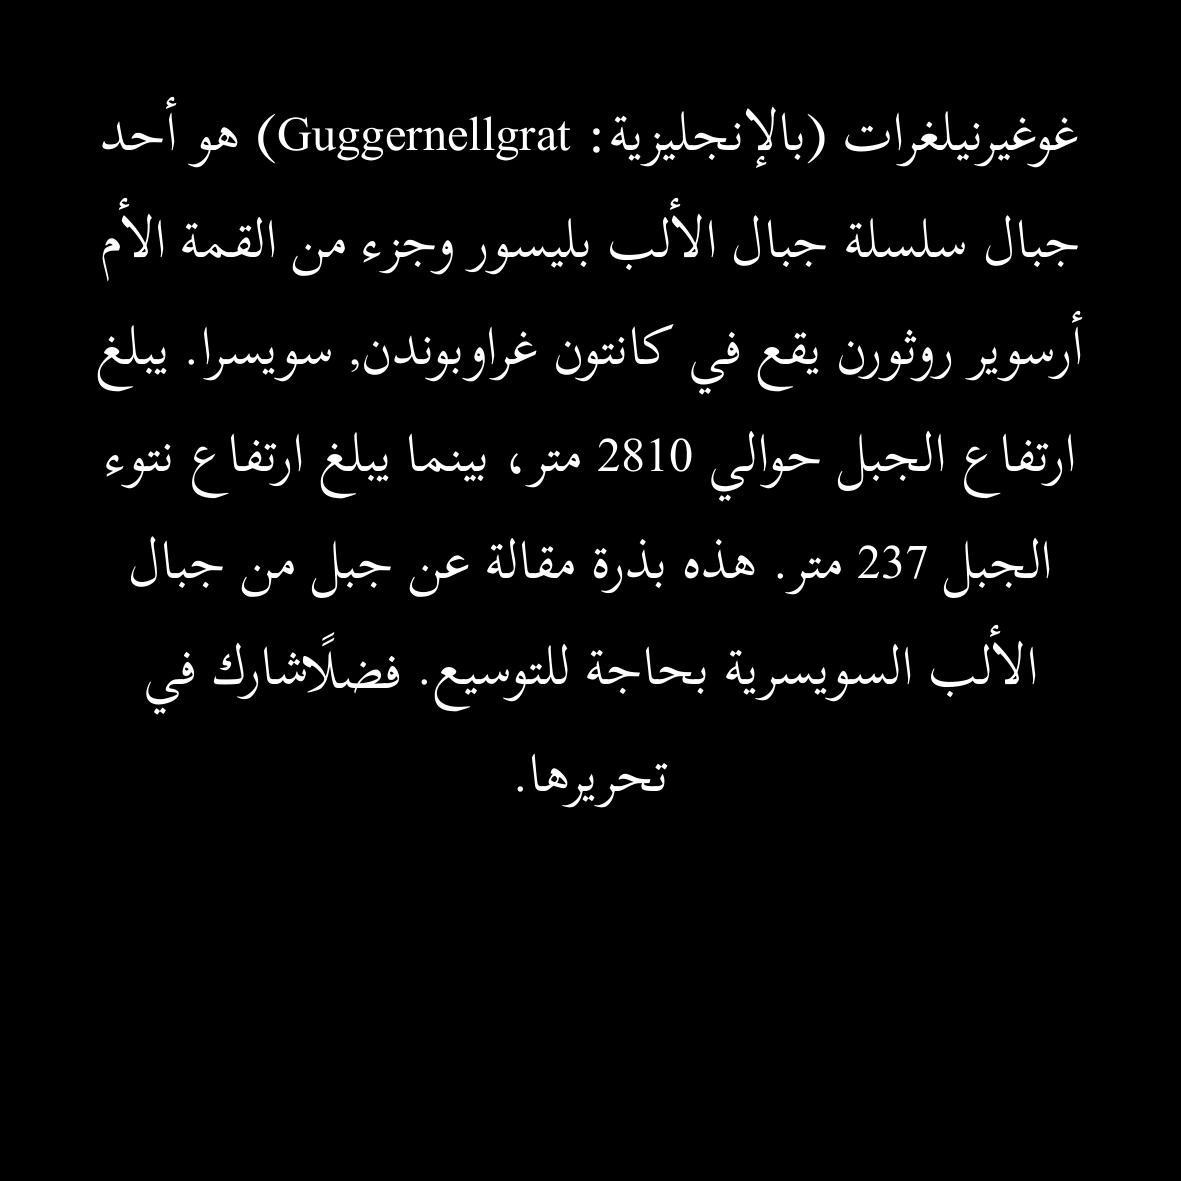 غوغيرنيلغرات (بالإنجليزية: Guggernellgrat) هو أحد
جبال سلسلة جبال الألب بليسور وجزء من القمة الأم
أرسوير روثورن يقع في كانتون غراوبوندن, سويسرا. يبلغ
ارتفاع الجبل حوالي 2810 متر، بينما يبلغ ارتفاع نتوء
الجبل 237 متر. هذه بذرة مقالة عن جبل من جبال
الألب السويسرية بحاجة للتوسيع. فضلًاشارك في
تحريرها.